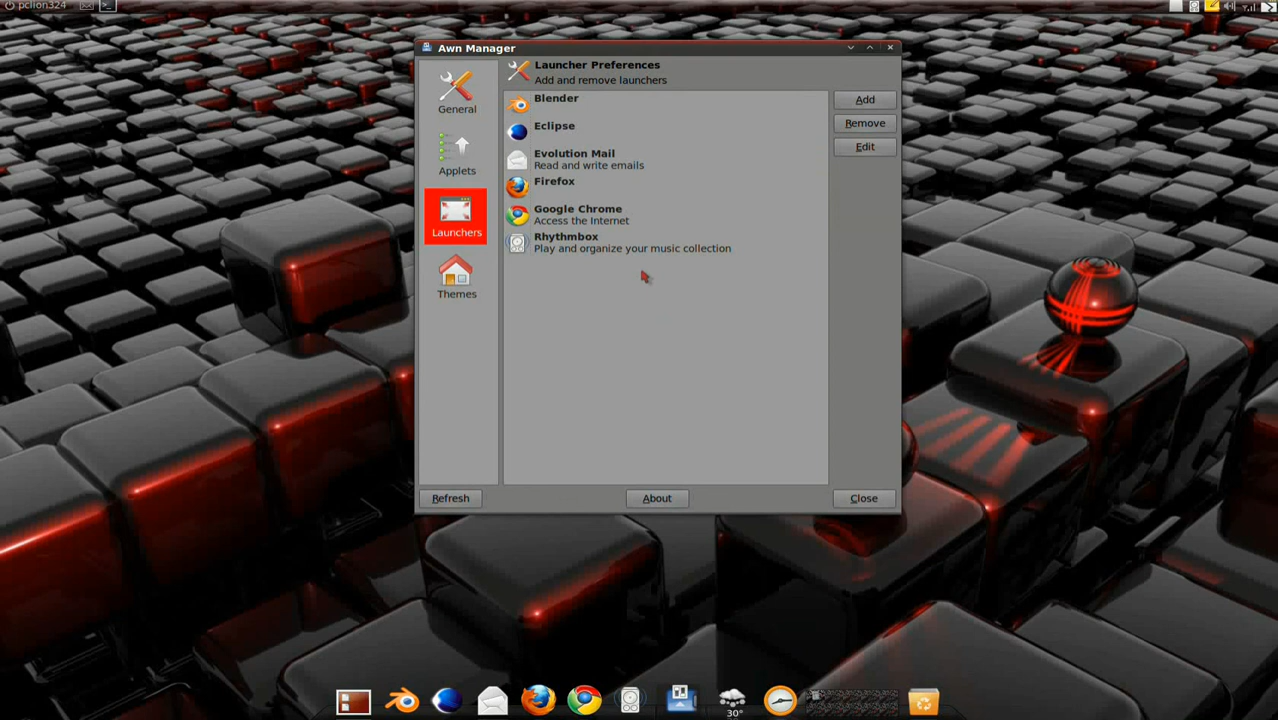 pclion324
Awn Manager
General
Applets
Launchers
Themes
Launcher Preferences
Add and remove launchers
Blender
Eclipse
Evolution Mail
Read and write emails
Firefox
Google Chrome
Access the Internet
Rhythmbox
Play and organize your music collection
Add
Remove
Edit
Refresh
About
Close
30°